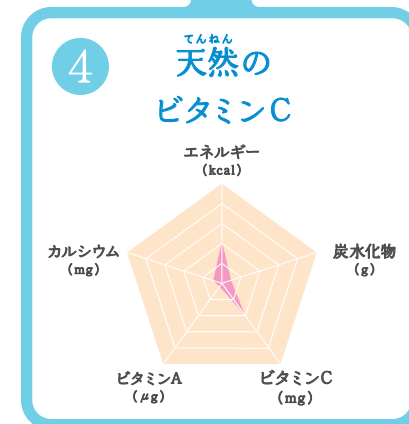 4
てんねん
天然の
ビタミンC
エネルギー
(kcal)
カルシウム
(mg)
炭水化物
(g)
ビタミンA
(μg)
ビタミンC
(mg)